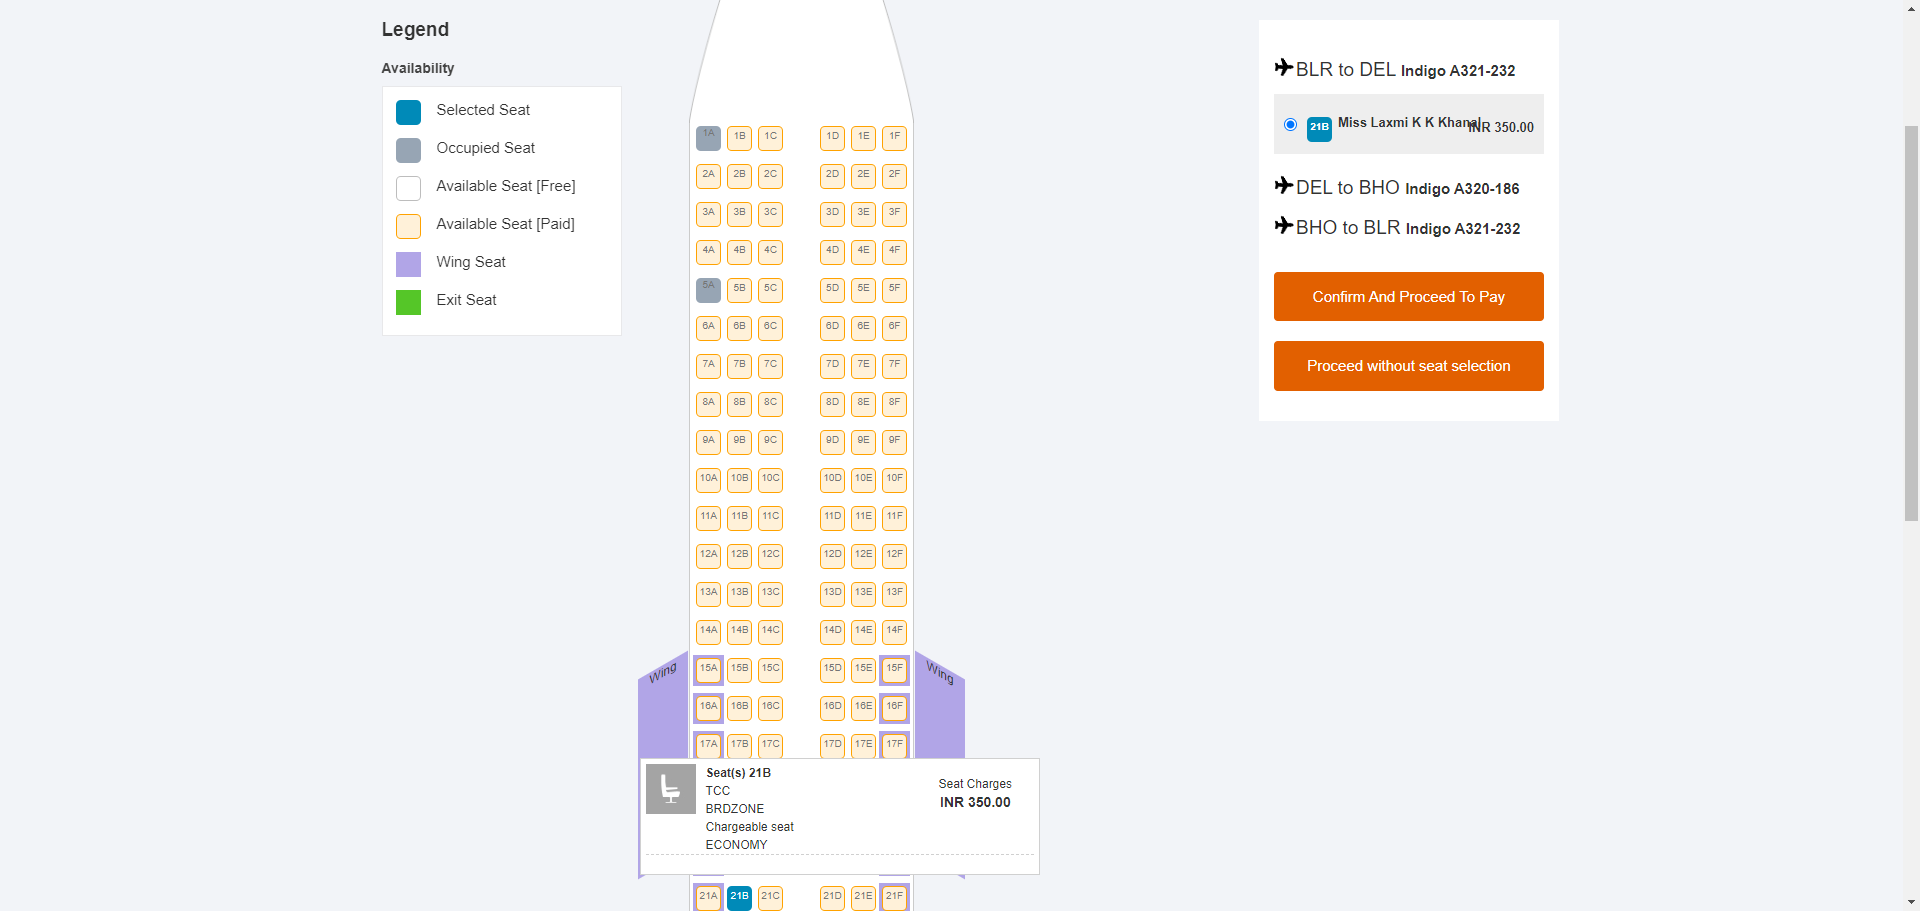 Legend
Availability
Selected Seat
Occupied Seat
Available Seat [Free]
Available Seat [Paid]
Wing Seat
Exit Seat
1A 1B 1C 1D 1E 1F
2A 2B 2C 2D 2E 2F
3A 3B 3C 3D 3E 3F
4A 4B 4C 4D 4E 4F
5A 5B 5C 5D 5E 5F
6A 6B 6C 6D 6E 6F
7A 7B 7C 7D 7E 7F
8A 8B 8C 8D 8E 8F
9A 9B 9C 9D 9E 9F
10A 10B 10C 10D 10E 10F
11A 11B 11C 11D 11E 11F
12A 12B 12C 12D 12E 12F
13A 13B 13C 13D 13E 13F
14A 14B 14C 14D 14E 14F
Wing 15A 15B 15C 15D 15E 15F Wing
16A 16B 16C 16D 16E 16F
17A 17B 17C 17D 17E 17F
Seat(s) 21B
TCC
BRDZONE
Chargeable seat
ECONOMY
Seat Charges
INR 350.00
21A 21B 21C 21D 21E 21F
BLR to DEL Indigo A321-232
21B Miss Laxmi K K Khanal INR 350.00
DEL to BHO Indigo A320-186
BHO to BLR Indigo A321-232
Confirm And Proceed To Pay
Proceed without seat selection